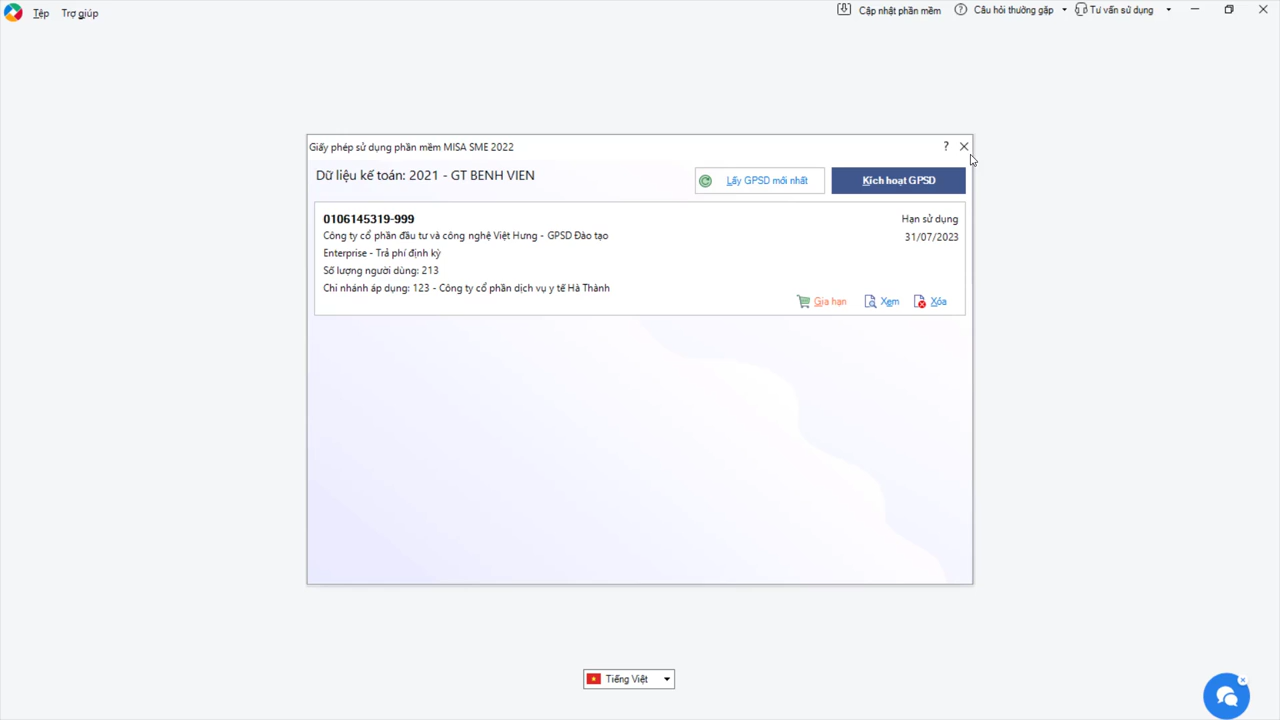 Tệp Trợ giúp Cập nhật phần mềm Câu hỏi thường gặp Tư vấn sử dụng
Giấy phép sử dụng phần mềm MISA SME 2022 ?
Dữ liệu kế toán: 2021 - GT BENH VIEN
Lấy GPSD mới nhất
Kích hoạt GPSD
0106145319-999
Hạn sử dụng
Công ty cổ phần đầu tư và công nghệ Việt Hưng - GPSD Đào tạo
31/07/2023
Enterprise - Trả phí định kỳ
Số lượng người dùng: 213
Chi nhánh áp dụng: 123 - Công ty cổ phần dịch vụ y tế Hà Thành
Gia hạn Xem Xóa
Tiếng Việt